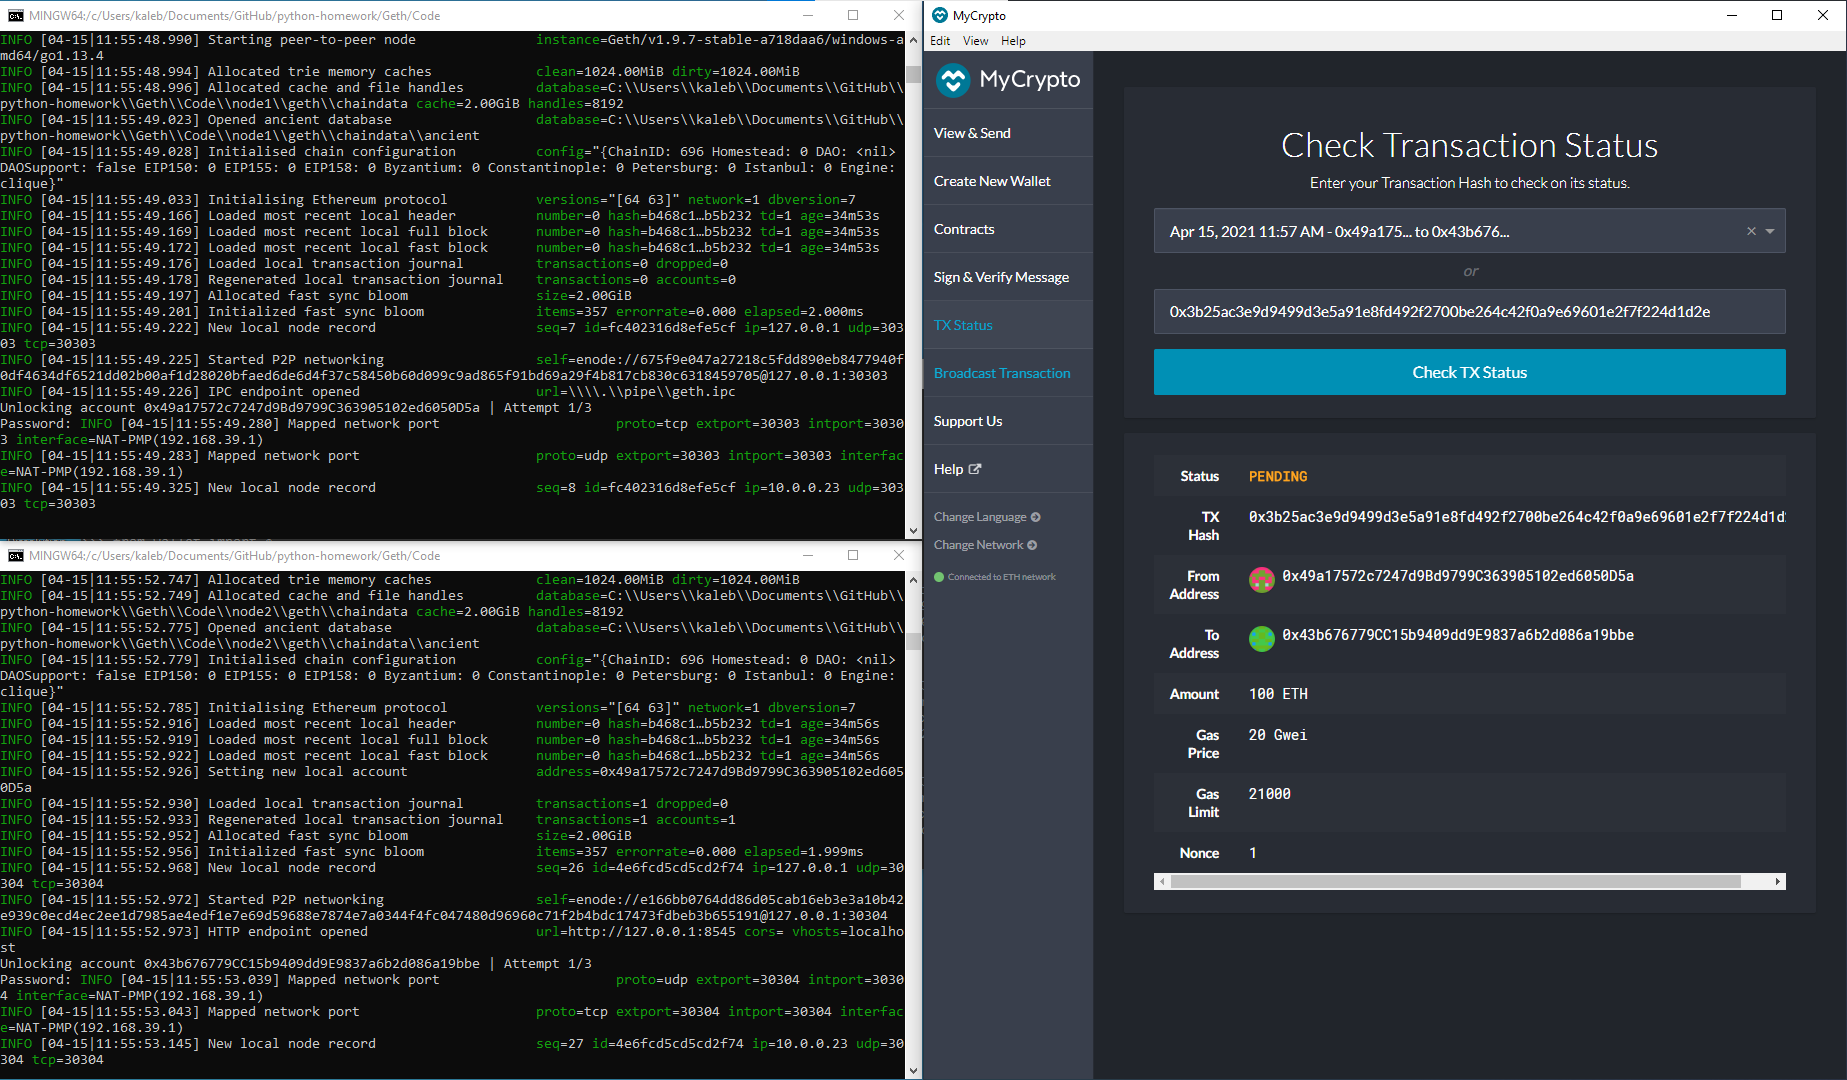 MINGW64:/c/Users/kaleb/Documents/GitHub/python-homework/Geth/Code
INFO [04-15|11:55:48.990] Starting peer-to-peer node instance=Geth/v1.9.7-stable-a718daa6/windows-a
md64/go1.13.4
INFO [04-15|11:55:48.994] Allocated trie memory caches clean=1024.00MiB dirty=1024.00MiB
INFO [04-15|11:55:48.996] Allocated cache and file handles database=C:\\Users\\kaleb\\Documents\\GitHub\\
python-homework\\Geth\\Code\\node1\\geth\\chaindata cache=2.00GiB handles=8192
INFO [04-15|11:55:49.023] Opened ancient database database=C:\\Users\\kaleb\\Documents\\GitHub\\
python-homework\\Geth\\Code\\node1\\geth\\chaindata\\ancient
INFO [04-15|11:55:49.028] Initialised chain configuration config="{ChainID: 696 Homestead: 0 DAO: <nil>
DAOSupport: false EIP150: 0 EIP155: 0 EIP158: 0 Byzantium: 0 Constantinople: 0 Petersburg: 0 Istanbul: 0 Engine:
clique}"
INFO [04-15|11:55:49.033] Initialising Ethereum protocol versions="[64 63]" network=1 dbversion=7
INFO [04-15|11:55:49.166] Loaded most recent local header number=0 hash=b468c1…b5b232 td=1 age=34m53s
INFO [04-15|11:55:49.169] Loaded most recent local full block number=0 hash=b468c1…b5b232 td=1 age=34m53s
INFO [04-15|11:55:49.172] Loaded most recent local fast block number=0 hash=b468c1…b5b232 td=1 age=34m53s
INFO [04-15|11:55:49.176] Loaded local transaction journal transactions=0 dropped=0
INFO [04-15|11:55:49.178] Regenerated local transaction journal transactions=0 accounts=0
INFO [04-15|11:55:49.197] Allocated fast sync bloom size=2.00GiB
INFO [04-15|11:55:49.201] Initialized fast sync bloom items=357 errorrate=0.000 elapsed=2.000ms
INFO [04-15|11:55:49.222] New local node record seq=7 id=fc402316d8efe5cf ip=127.0.0.1 udp=303
03 tcp=30303
INFO [04-15|11:55:49.225] Started P2P networking self=enode://675f9e047a27218c5fdd890eb8477940f
0df4634df6521dd02b00af1d28020bfaed6de6d4f37c58450b60d099c9ad865f91bd69a29f4b817cb830c6318459705@127.0.0.1:30303
INFO [04-15|11:55:49.226] IPC endpoint opened url=\\\\.\\pipe\\geth.ipc
Unlocking account 0x49a17572c7247d9Bd9799C363905102ed6050D5a | Attempt 1/3
Password: INFO [04-15|11:55:49.280] Mapped network port proto=tcp extport=30303 intport=3030
3 interface=NAT-PMP(192.168.39.1)
INFO [04-15|11:55:49.283] Mapped network port proto=udp extport=30303 intport=30303 interfac
e=NAT-PMP(192.168.39.1)
INFO [04-15|11:55:49.325] New local node record seq=8 id=fc402316d8efe5cf ip=10.0.0.23 udp=303
03 tcp=30303
MINGW64:/c/Users/kaleb/Documents/GitHub/python-homework/Geth/Code
INFO [04-15|11:55:52.747] Allocated trie memory caches clean=1024.00MiB dirty=1024.00MiB
INFO [04-15|11:55:52.749] Allocated cache and file handles database=C:\\Users\\kaleb\\Documents\\GitHub\\
python-homework\\Geth\\Code\\node2\\geth\\chaindata cache=2.00GiB handles=8192
INFO [04-15|11:55:52.775] Opened ancient database database=C:\\Users\\kaleb\\Documents\\GitHub\\
python-homework\\Geth\\Code\\node2\\geth\\chaindata\\ancient
INFO [04-15|11:55:52.779] Initialised chain configuration config="{ChainID: 696 Homestead: 0 DAO: <nil>
DAOSupport: false EIP150: 0 EIP155: 0 EIP158: 0 Byzantium: 0 Constantinople: 0 Petersburg: 0 Istanbul: 0 Engine:
clique}"
INFO [04-15|11:55:52.785] Initialising Ethereum protocol versions="[64 63]" network=1 dbversion=7
INFO [04-15|11:55:52.916] Loaded most recent local header number=0 hash=b468c1…b5b232 td=1 age=34m56s
INFO [04-15|11:55:52.919] Loaded most recent local full block number=0 hash=b468c1…b5b232 td=1 age=34m56s
INFO [04-15|11:55:52.922] Loaded most recent local fast block number=0 hash=b468c1…b5b232 td=1 age=34m56s
INFO [04-15|11:55:52.926] Setting new local account address=0x49a17572c7247d9Bd9799C363905102ed605
0D5a
INFO [04-15|11:55:52.930] Loaded local transaction journal transactions=1 dropped=0
INFO [04-15|11:55:52.933] Regenerated local transaction journal transactions=1 accounts=1
INFO [04-15|11:55:52.952] Allocated fast sync bloom size=2.00GiB
INFO [04-15|11:55:52.956] Initialized fast sync bloom items=357 errorrate=0.000 elapsed=1.999ms
INFO [04-15|11:55:52.968] New local node record seq=26 id=4e6fcd5cd5cd2f74 ip=127.0.0.1 udp=30
304 tcp=30304
INFO [04-15|11:55:52.972] Started P2P networking self=enode://e166bb0764dd86d05cab16eb3e3a10b42
e939c0ecd4ec2ee1d7985ae4edf1e7e69d59688e7874e7a0344f4fc047480d96960c71f2b4bdc17473fdbeb3b655191@127.0.0.1:30304
INFO [04-15|11:55:52.973] HTTP endpoint opened url=http://127.0.0.1:8545 cors= vhosts=localho
st
Unlocking account 0x43b676779CC15b9409dd9E9837a6b2d086a19bbe | Attempt 1/3
Password: INFO [04-15|11:55:53.039] Mapped network port proto=udp extport=30304 intport=3030
4 interface=NAT-PMP(192.168.39.1)
INFO [04-15|11:55:53.043] Mapped network port proto=tcp extport=30304 intport=30304 interfac
e=NAT-PMP(192.168.39.1)
INFO [04-15|11:55:53.145] New local node record seq=27 id=4e6fcd5cd5cd2f74 ip=10.0.0.23 udp=30
304 tcp=30304
MyCrypto
Edit View Help
MyCrypto
View & Send
Create New Wallet
Contracts
Sign & Verify Message
TX Status
Broadcast Transaction
Support Us
Help
Change Language
Change Network
Connected to ETH network
Check Transaction Status
Enter your Transaction Hash to check on its status.
Apr 15, 2021 11:57 AM - 0x49a175... to 0x43b676...
or
0x3b25ac3e9d9499d3e5a91e8fd492f2700be264c42f0a9e69601e2f7f224d1d2e
Check TX Status
Status PENDING
TX Hash 0x3b25ac3e9d9499d3e5a91e8fd492f2700be264c42f0a9e69601e2f7f224d1d2
From Address 0x49a17572c7247d9Bd9799C363905102ed6050D5a
To Address 0x43b676779CC15b9409dd9E9837a6b2d086a19bbe
Amount 100 ETH
Gas Price 20 Gwei
Gas Limit 21000
Nonce 1